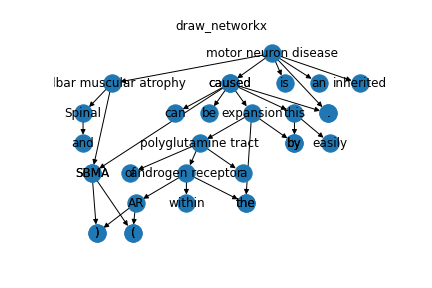 draw_networkx
motor neuron disease
lbar muscular atrophy caused is an inherited
Spinal can be expansion this .
and polyglutamine tract by easily
SBMA of androgen receptor a
AR within the
) (